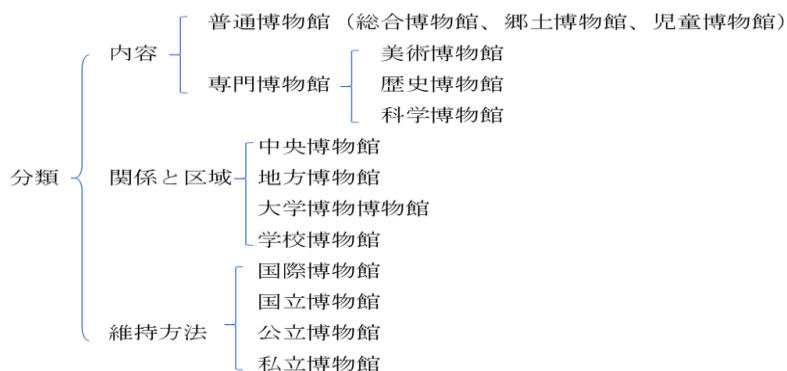 普通博物館（総合博物館、郷土博物館、児童博物館）
内容
美術博物館
専門博物館
歴史博物館
科学博物館
中央博物館
分類
関係と区域
地方博物館
大学博物博物館
学校博物館
国際博物館
国立博物館
維持方法
公立博物館
私立博物館